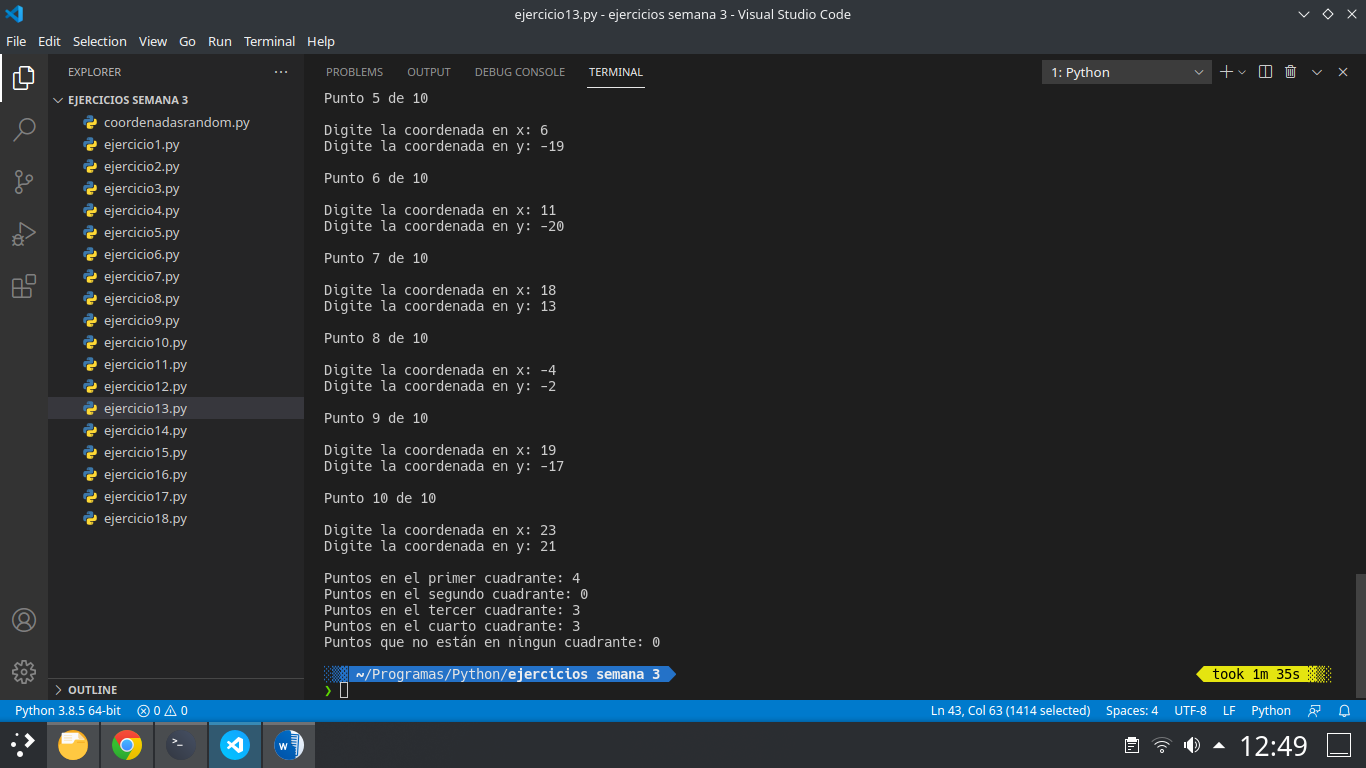 ejercicio13.py - ejercicios semana 3 - Visual Studio Code
File Edit Selection View Go Run Terminal Help
EXPLORER
EJERCICIOS SEMANA 3
coordenadasrandom.py
ejercicio1.py
ejercicio2.py
ejercicio3.py
ejercicio4.py
ejercicio5.py
ejercicio6.py
ejercicio7.py
ejercicio8.py
ejercicio9.py
ejercicio10.py
ejercicio11.py
ejercicio12.py
ejercicio13.py
ejercicio14.py
ejercicio15.py
ejercicio16.py
ejercicio17.py
ejercicio18.py
OUTLINE
PROBLEMS OUTPUT DEBUG CONSOLE TERMINAL
1: Python
Punto 5 de 10
Digite la coordenada en x: 6
Digite la coordenada en y: -19
Punto 6 de 10
Digite la coordenada en x: 11
Digite la coordenada en y: -20
Punto 7 de 10
Digite la coordenada en x: 18
Digite la coordenada en y: 13
Punto 8 de 10
Digite la coordenada en x: -4
Digite la coordenada en y: -2
Punto 9 de 10
Digite la coordenada en x: 19
Digite la coordenada en y: -17
Punto 10 de 10
Digite la coordenada en x: 23
Digite la coordenada en y: 21
Puntos en el primer cuadrante: 4
Puntos en el segundo cuadrante: 0
Puntos en el tercer cuadrante: 3
Puntos en el cuarto cuadrante: 3
Puntos que no están en ningun cuadrante: 0
~/Programas/Python/ejercicios semana 3
took 1m 35s
❯
Python 3.8.5 64-bit 0 0
Ln 43, Col 63 (1414 selected) Spaces: 4 UTF-8 LF Python
W
12:49